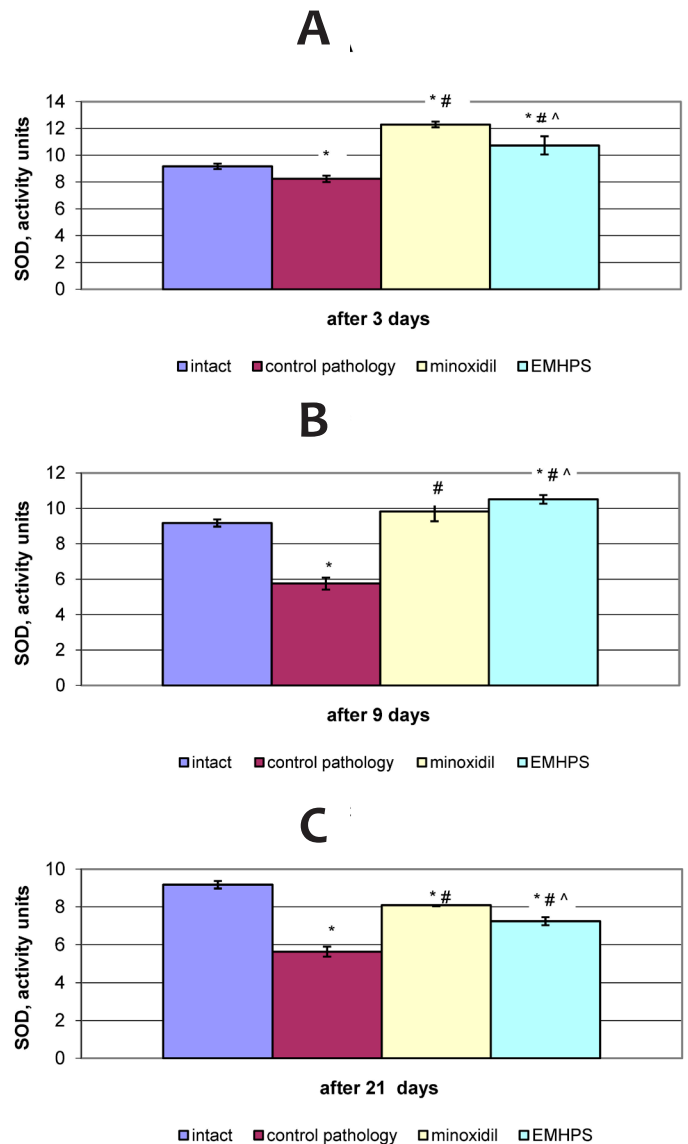 A
SOD, activity units
14
12
10
8
6
4
2
0
*
* #
* # ^
after 3 days
intact control pathology minoxidil EMHPS
B
SOD, activity units
12
10
8
6
4
2
0
*
#
* # ^
after 9 days
intact control pathology minoxidil EMHPS
C
SOD, activity units
10
8
6
4
2
0
*
* #
* # ^
after 21 days
intact control pathology minoxidil EMHPS